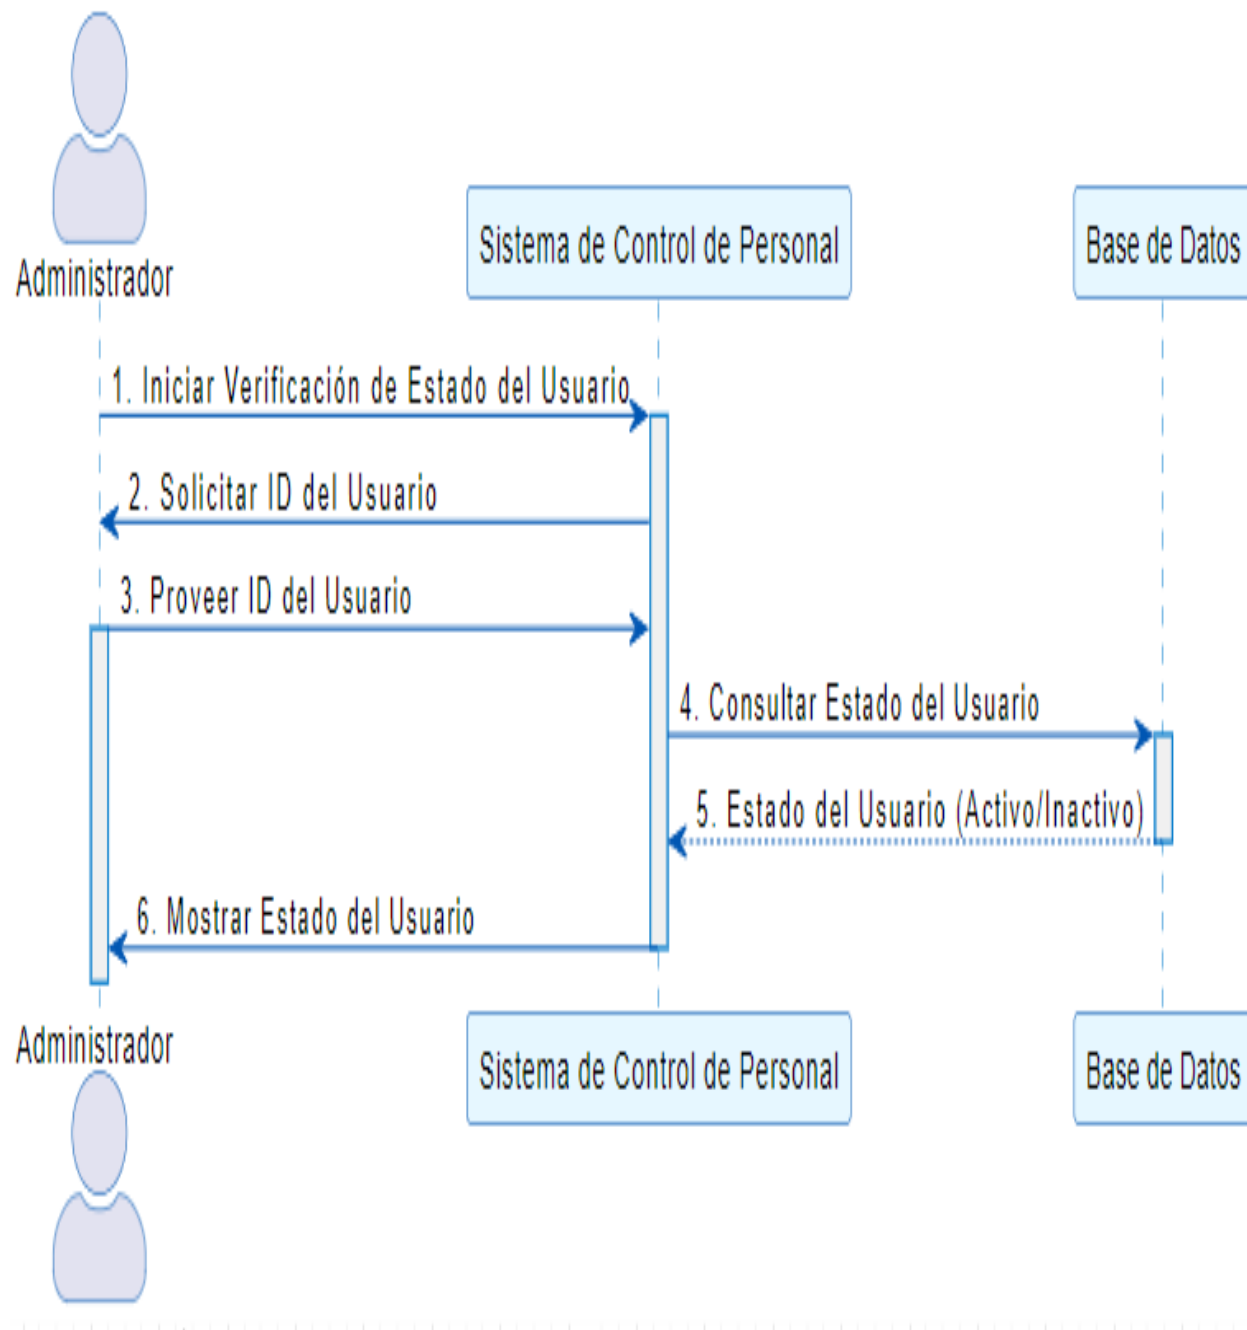 Administrador
Sistema de Control de Personal
Base de Datos
1. Iniciar Verificación de Estado del Usuario
2. Solicitar ID del Usuario
3. Proveer ID del Usuario
4. Consultar Estado del Usuario
5. Estado del Usuario (Activo/Inactivo)
6. Mostrar Estado del Usuario
Administrador
Sistema de Control de Personal
Base de Datos